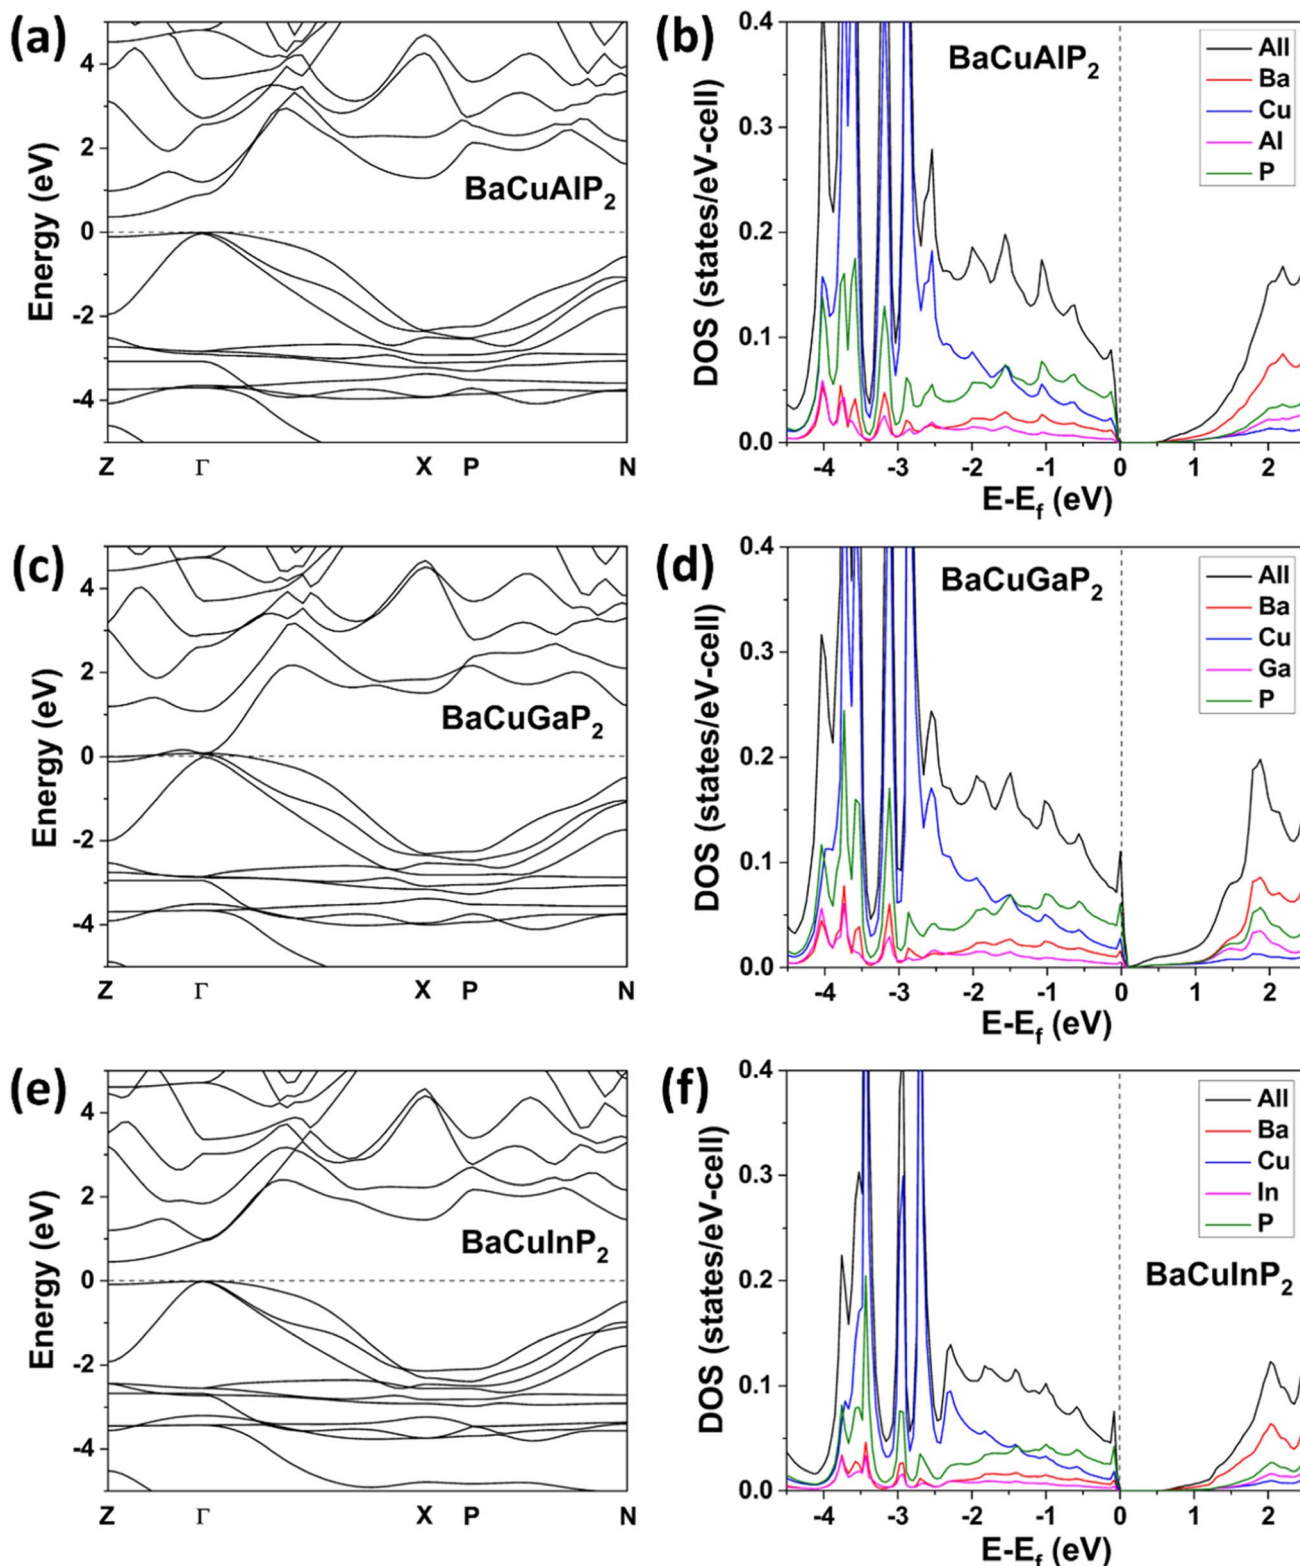 (a)
4
2
0
-2
-4
Energy (eV)
BaCuAlP2
Z Γ X P N
(b)
0.4
0.3
0.2
0.1
0.0
DOS (states/eV-cell)
BaCuAlP2
All
Ba
Cu
Al
P
-4 -3 -2 -1 0 1 2
E-Ef (eV)
(c)
4
2
0
-2
-4
Energy (eV)
BaCuGaP2
Z Γ X P N
(d)
0.4
0.3
0.2
0.1
0.0
DOS (states/eV-cell)
BaCuGaP2
All
Ba
Cu
Ga
P
-4 -3 -2 -1 0 1 2
E-Ef (eV)
(e)
4
2
0
-2
-4
Energy (eV)
BaCuInP2
Z Γ X P N
(f)
0.4
0.3
0.2
0.1
0.0
DOS (states/eV-cell)
All
Ba
Cu
In
P
BaCuInP2
-4 -3 -2 -1 0 1 2
E-Ef (eV)